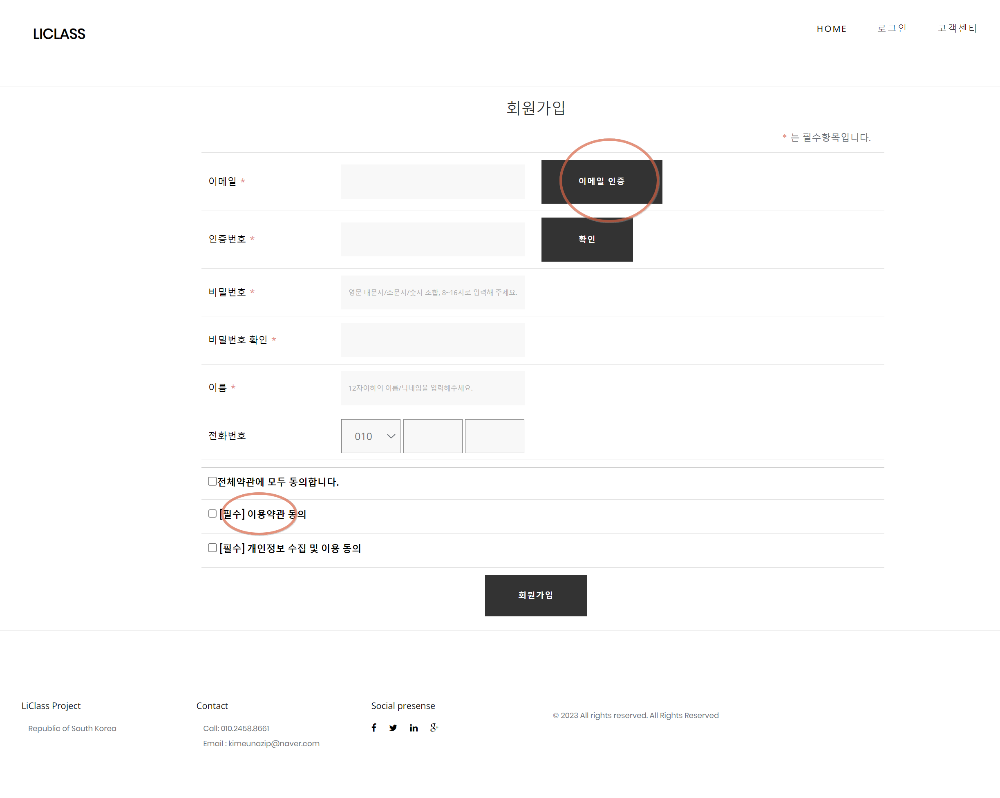 LICLASS
HOME 로그인 고객센터
회원가입
* 는 필수항목입니다.
이메일 * 이메일 인증
인증번호 * 확인
비밀번호 * 영문 대문자/소문자/숫자 조합, 8~16자로 입력해 주세요.
비밀번호 확인 *
이름 * 12자이하의 이름/닉네임을 입력해주세요.
전화번호 010
전체약관에 모두 동의합니다.
[필수] 이용약관 동의
[필수] 개인정보 수집 및 이용 동의
회원가입
LiClass Project
Republic of South Korea
Contact
Call: 010.2458.8661
Email : kimeunazip@naver.com
Social presense
© 2023 All rights reserved. All Rights Reserved